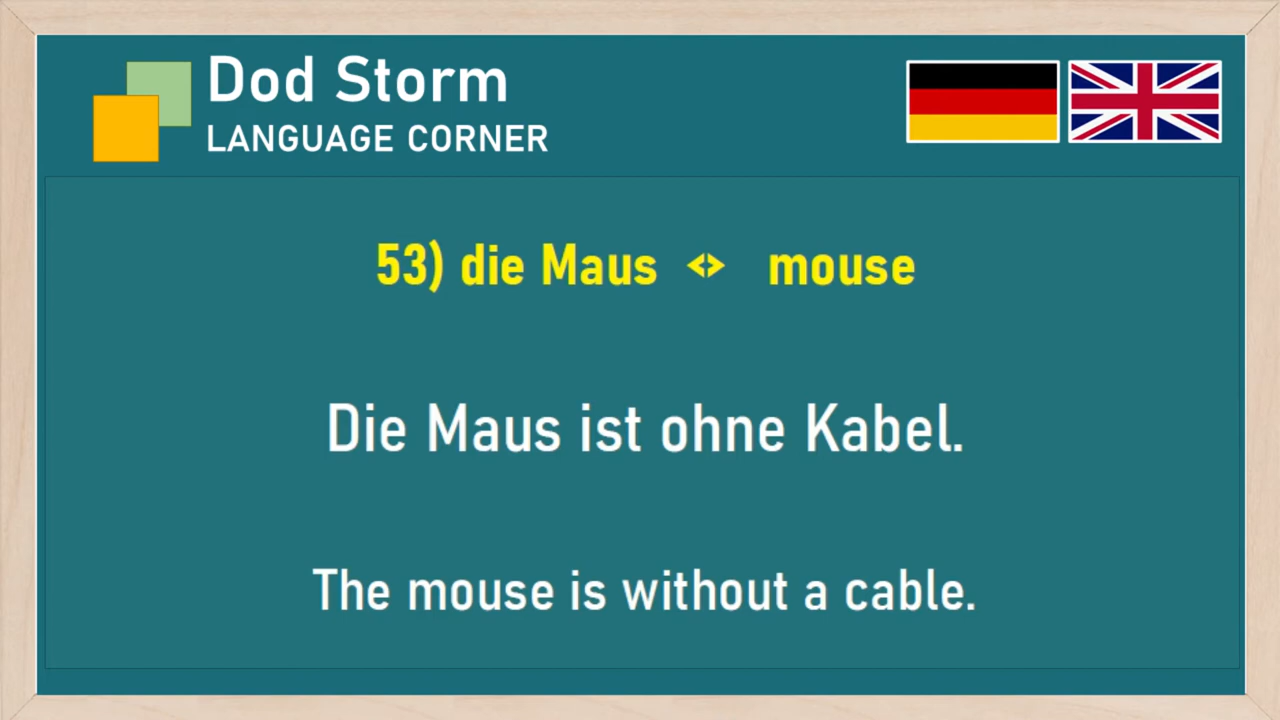 Dod Storm
LANGUAGE CORNER
53) die Maus <> mouse
Die Maus ist ohne Kabel.
The mouse is without a cable.